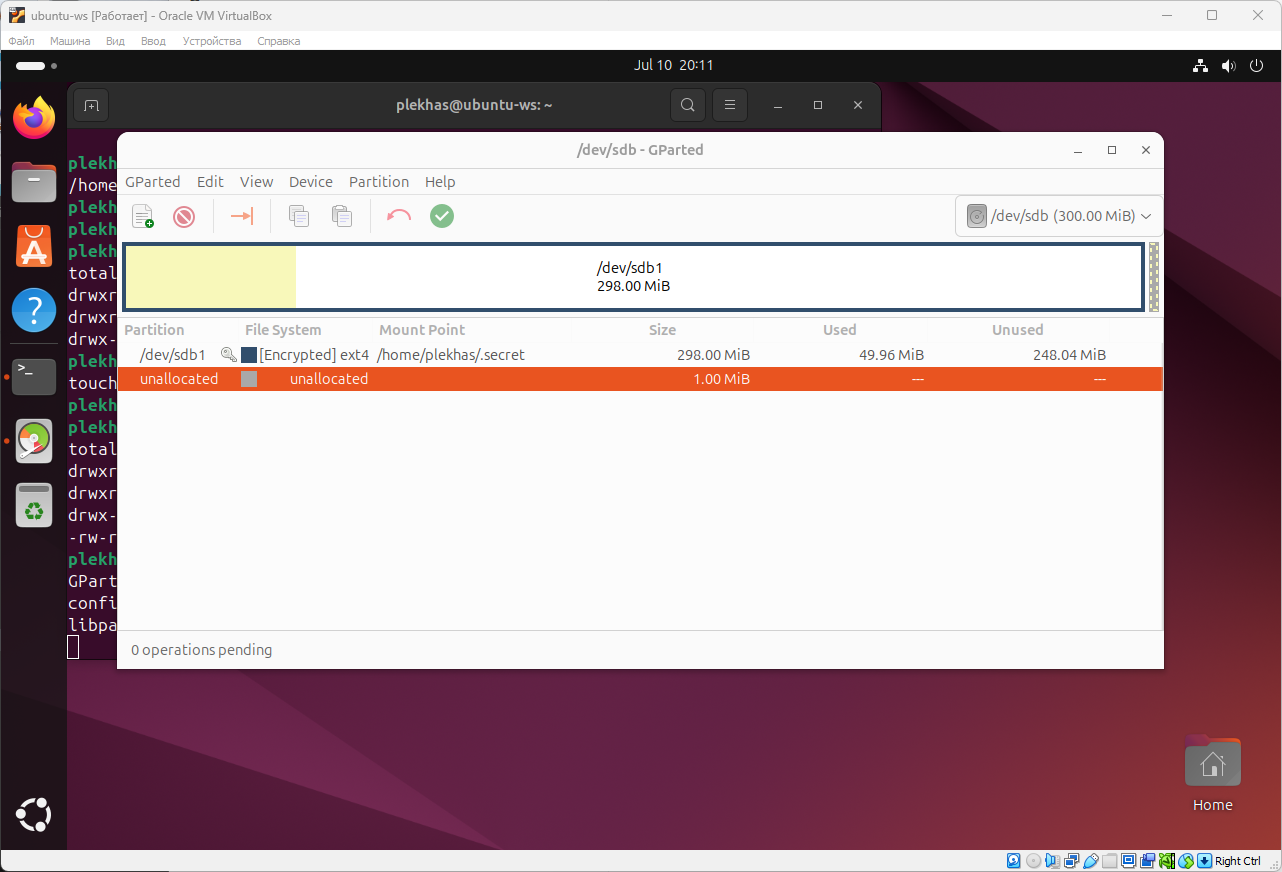 ubuntu-ws [Работает] - Oracle VM VirtualBox
Файл Машина Вид Ввод Устройства Справка
Jul 10 20:11
plekhas@ubuntu-ws: ~
plekh
/home
plekh
plekh
plekh
total
drwxr
drwxr
drwx-
plekh
touch
plekh
plekh
total
drwxr
drwxr
drwx-
-rw-r
plekh
GPart
confi
libpa
/dev/sdb - GParted
GParted Edit View Device Partition Help
/dev/sdb (300.00 MiB)
/dev/sdb1
298.00 MiB
Partition File System Mount Point Size Used Unused
/dev/sdb1 [Encrypted] ext4 /home/plekhas/.secret 298.00 MiB 49.96 MiB 248.04 MiB
unallocated unallocated 1.00 MiB --- ---
0 operations pending
Home
Right Ctrl